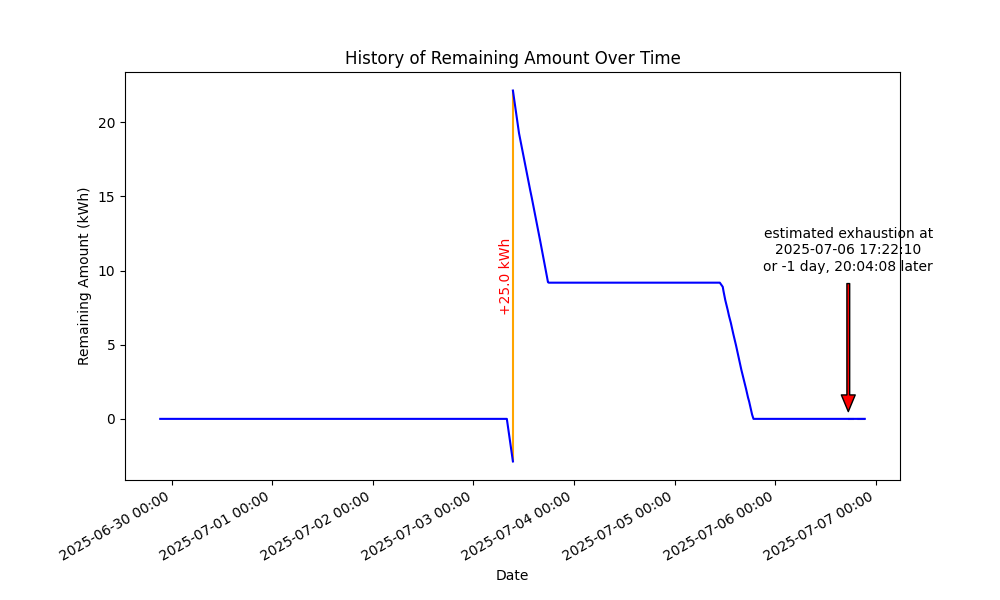 History of Remaining Amount Over Time
Remaining Amount (kWh)
20
15
10
5
0
+25.0 kWh
estimated exhaustion at
2025-07-06 17:22:10
or -1 day, 20:04:08 later
2025-06-30 00:00
2025-07-01 00:00
2025-07-02 00:00
2025-07-03 00:00
2025-07-04 00:00
2025-07-05 00:00
2025-07-06 00:00
2025-07-07 00:00
Date